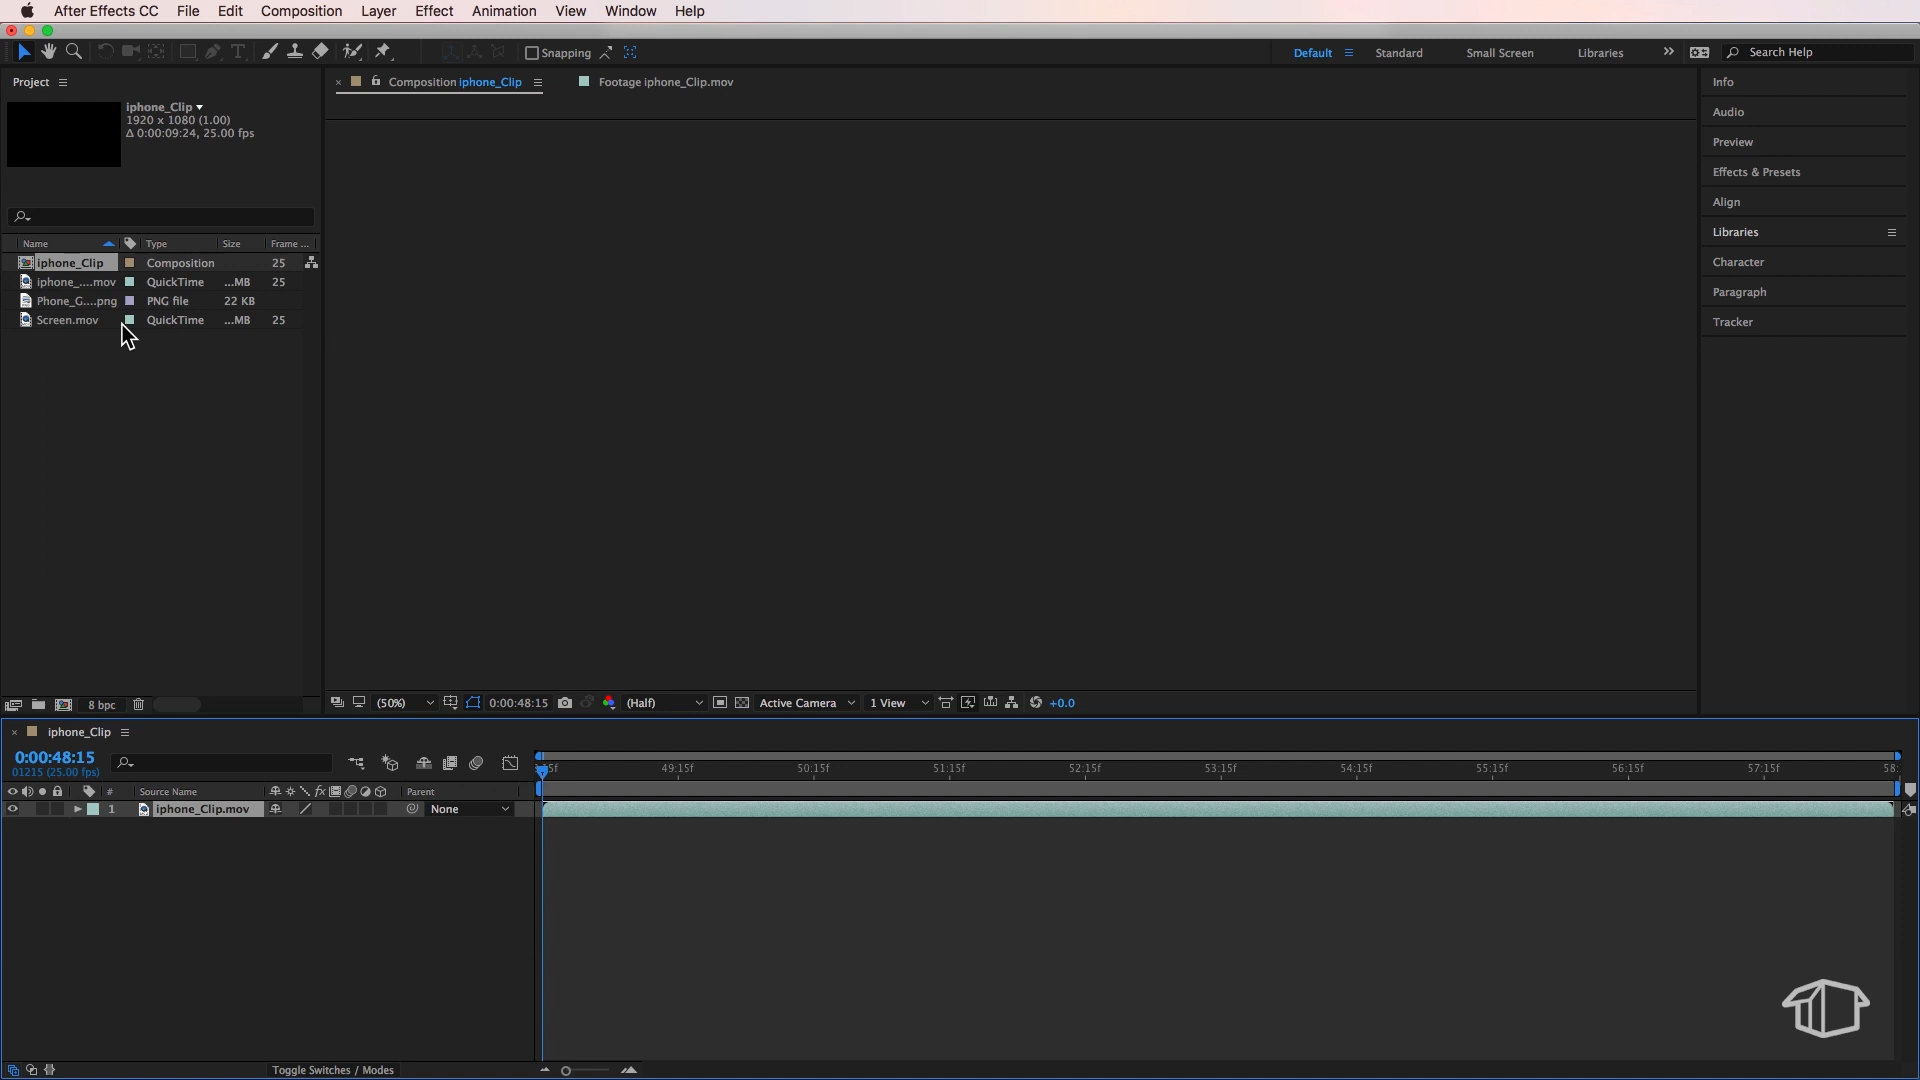 After Effects CC File Edit Composition Layer Effect Animation View Window Help
Snapping Default Standard Small Screen Libraries Search Help
Project
iphone_Clip
1920 x 1080 (1.00)
Δ 0:00:09:24, 25.00 fps
Name Type Size Frame ...
iphone_Clip Composition 25
iphone_....mov QuickTime ...MB 25
Phone_G....png PNG file 22 KB
Screen.mov QuickTime ...MB 25
8 bpc
Composition iphone_Clip Footage iphone_Clip.mov
(50%) 0:00:48:15 (Half) Active Camera 1 View +0.0
Info
Audio
Preview
Effects & Presets
Align
Libraries
Character
Paragraph
Tracker
iphone_Clip
0:00:48:15
01215 (25.00 fps)
49:15f 50:15f 51:15f 52:15f 53:15f 54:15f 55:15f 56:15f 57:15f 58:
# Source Name fx Parent
1 iphone_Clip.mov None
Toggle Switches / Modes